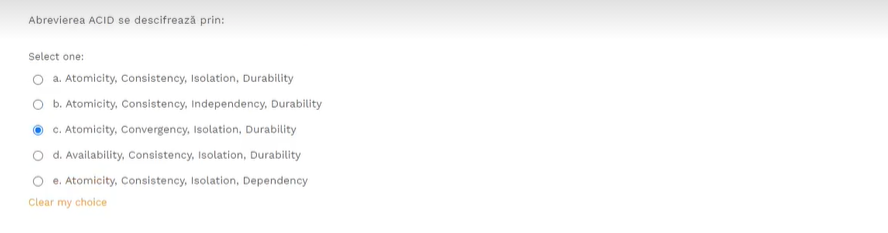 Abrevierea ACID se descifrează prin:
Select one:
a. Atomicity, Consistency, Isolation, Durability
b. Atomicity, Consistency, Independency, Durability
c. Atomicity, Convergency, Isolation, Durability
d. Availability, Consistency, Isolation, Durability
e. Atomicity, Consistency, Isolation, Dependency
Clear my choice